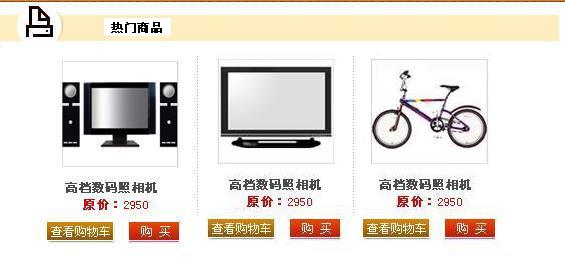 热门商品
高档数码照相机
原价：2950
查看购物车 购 买
高档数码照相机
原价：2950
查看购物车 购 买
高档数码照相机
原价：2950
查看购物车 购 买